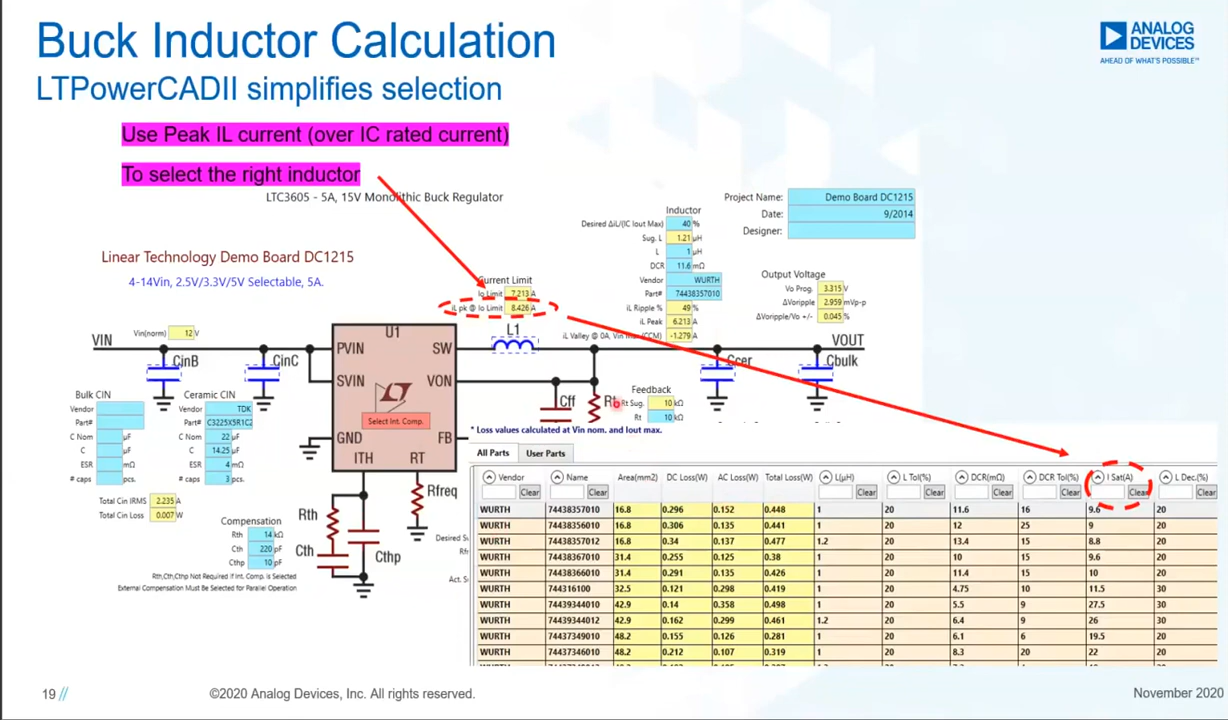 Buck Inductor Calculation
LTPowerCADII simplifies selection
ANALOG
DEVICES
AHEAD OF WHAT'S POSSIBLE™
Use Peak IL current (over IC rated current)
To select the right inductor
LTC3605 - 5A, 15V Monolithic Buck Regulator
Linear Technology Demo Board DC1215
4-14Vin, 2.5V/3.3V/5V Selectable, 5A.
Project Name: Demo Board DC1215
Date: 9/2014
Designer:
Inductor
Desired ΔiL/(IC Iout Max) 40 %
Sug. L 1.21 µH
L 1 µH
DCR 11.6 mΩ
Vendor WURTH
Part# 74438357010
iL Ripple % 49 %
iL Peak 6.213 A
iL Valley @ 0A, Vin max (CCM) -1.279 A
Current Limit
Io Limit 7.213 A
iL pk @ Io Limit 8.426 A
Output Voltage
Vo Prog. 3.315 V
ΔVoripple 2.959 mVp-p
ΔVoripple/Vo +/- 0.045 %
Vin(nom) 12 V
VIN
CinB
CinC
U1
PVIN
SVIN
GND
ITH
RT
SW
VON
FB
Select Int. Comp.
L1
VOUT
Ccer
Cbulk
Cff
Rt
Feedback
Rt Sug. 10 kΩ
Rt 10 kΩ
Bulk CIN
Vendor
Part#
C Nom µF
C µF
ESR mΩ
# caps pcs.
Ceramic CIN
Vendor TDK
Part# C3225X5R1C2
C Nom 22 µF
C 14.25 µF
ESR 4 mΩ
# caps 3 pcs.
Total Cin IRMS 2.235 A
Total Cin Loss 0.007 W
Compensation
Rth 14 kΩ
Cth 220 pF
Cthp 10 pF
Rth,Cth,Cthp Not Required if Int. Comp. is Selected
External Compensation Must be Selected for Parallel Operation
Rth
Cth
Cthp
Rfreq
Desired S
Rf
Act. S
* Loss values calculated at Vin nom. and Iout max.
All Parts User Parts
Vendor Name Area(mm2) DC Loss(W) AC Loss(W) Total Loss(W) L(µH) L Tol(%) DCR(mΩ) DCR Tol(%) I Sat(A) L Dec.(%)
Clear Clear Clear Clear Clear Clear Clear Clear
WURTH 74438357010 16.8 0.296 0.152 0.448 1 20 11.6 16 9.6 20
WURTH 74438356010 16.8 0.306 0.135 0.441 1 20 12 25 9 20
WURTH 74438357012 16.8 0.34 0.137 0.477 1.2 20 13.4 15 8.8 20
WURTH 74438367010 31.4 0.255 0.125 0.38 1 20 10 15 9.6 20
WURTH 74438366010 31.4 0.291 0.135 0.426 1 20 11.4 15 10 20
WURTH 744316100 32.5 0.121 0.298 0.419 1 20 4.75 10 11.5 30
WURTH 74439344010 42.9 0.14 0.358 0.498 1 20 5.5 9 27.5 30
WURTH 74439344012 42.9 0.162 0.299 0.461 1.2 20 6.4 9 26 30
WURTH 74437349010 48.2 0.155 0.126 0.281 1 20 6.1 6 19.5 20
WURTH 74437346010 48.2 0.212 0.107 0.319 1 20 8.3 20 22 20
19 //
©2020 Analog Devices, Inc. All rights reserved.
November 2020